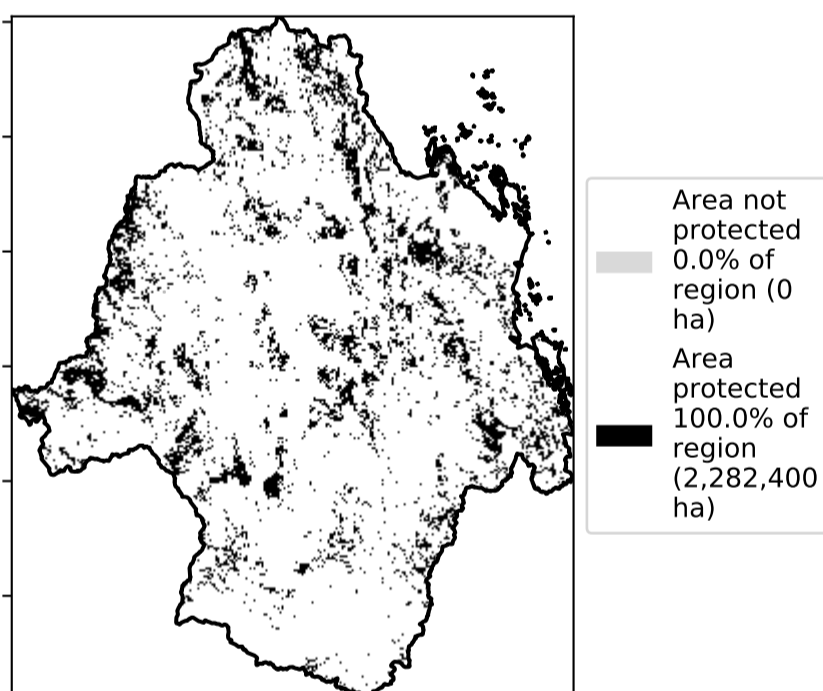 Area not
protected
0.0% of
region (0
ha)
Area
protected
100.0% of
region
(2,282,400
ha)